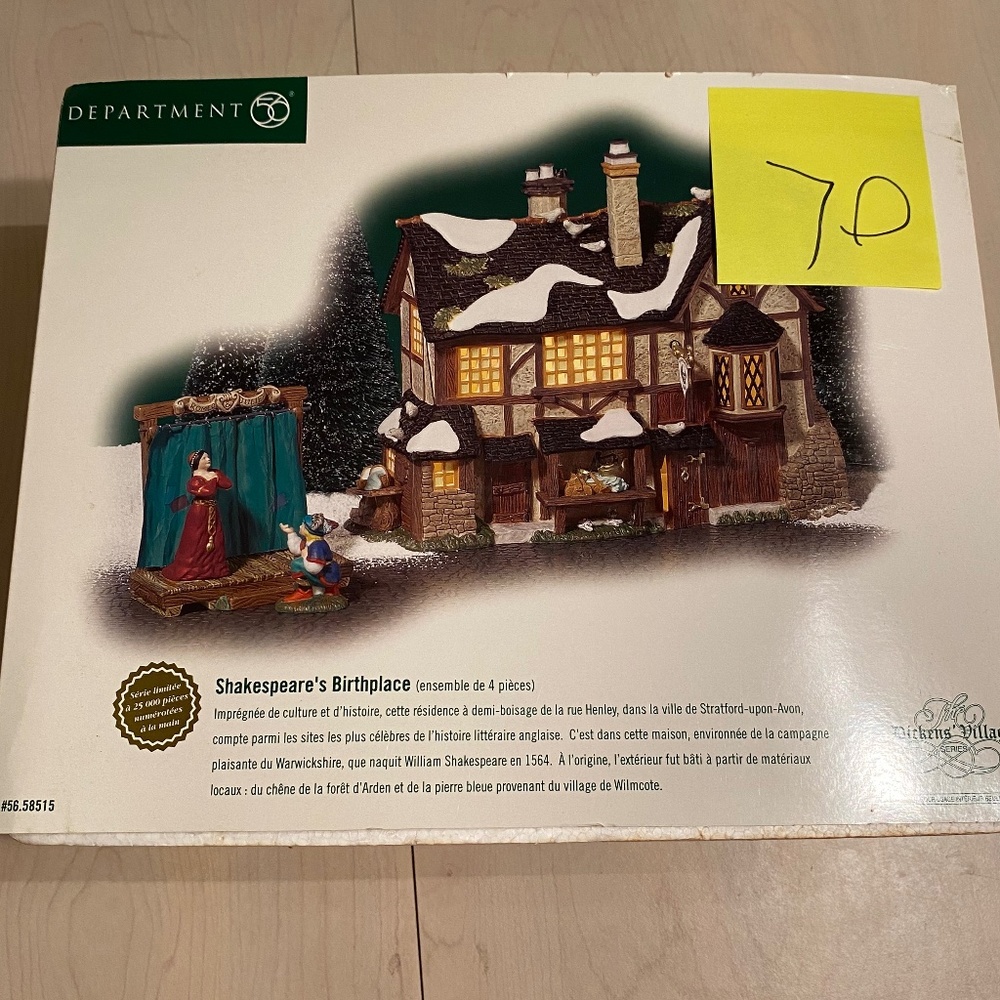 DEPARTMENT 56®
70
Série limitée
à 25 000 pièces
numérotées
à la main
Shakespeare's Birthplace (ensemble de 4 pièces)
Imprégnée de culture et d'histoire, cette résidence à demi-boisage de la rue Henley, dans la ville de Stratford-upon-Avon,
compte parmi les sites les plus célèbres de l'histoire littéraire anglaise. C'est dans cette maison, environnée de la campagne
plaisante du Warwickshire, que naquit William Shakespeare en 1564. À l'origine, l'extérieur fut bâti à partir de matériaux
locaux : du chêne de la forêt d'Arden et de la pierre bleue provenant du village de Wilmcote.
The
Dickens' Village
SERIES
#56.58515